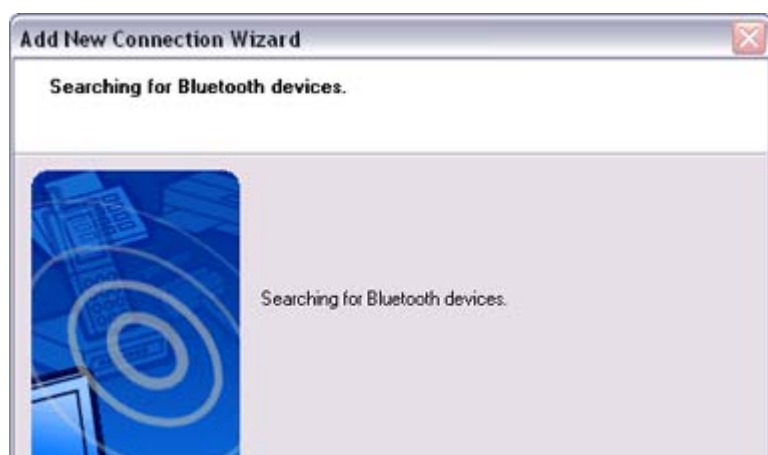 Add New Connection Wizard
Searching for Bluetooth devices.
Searching for Bluetooth devices.